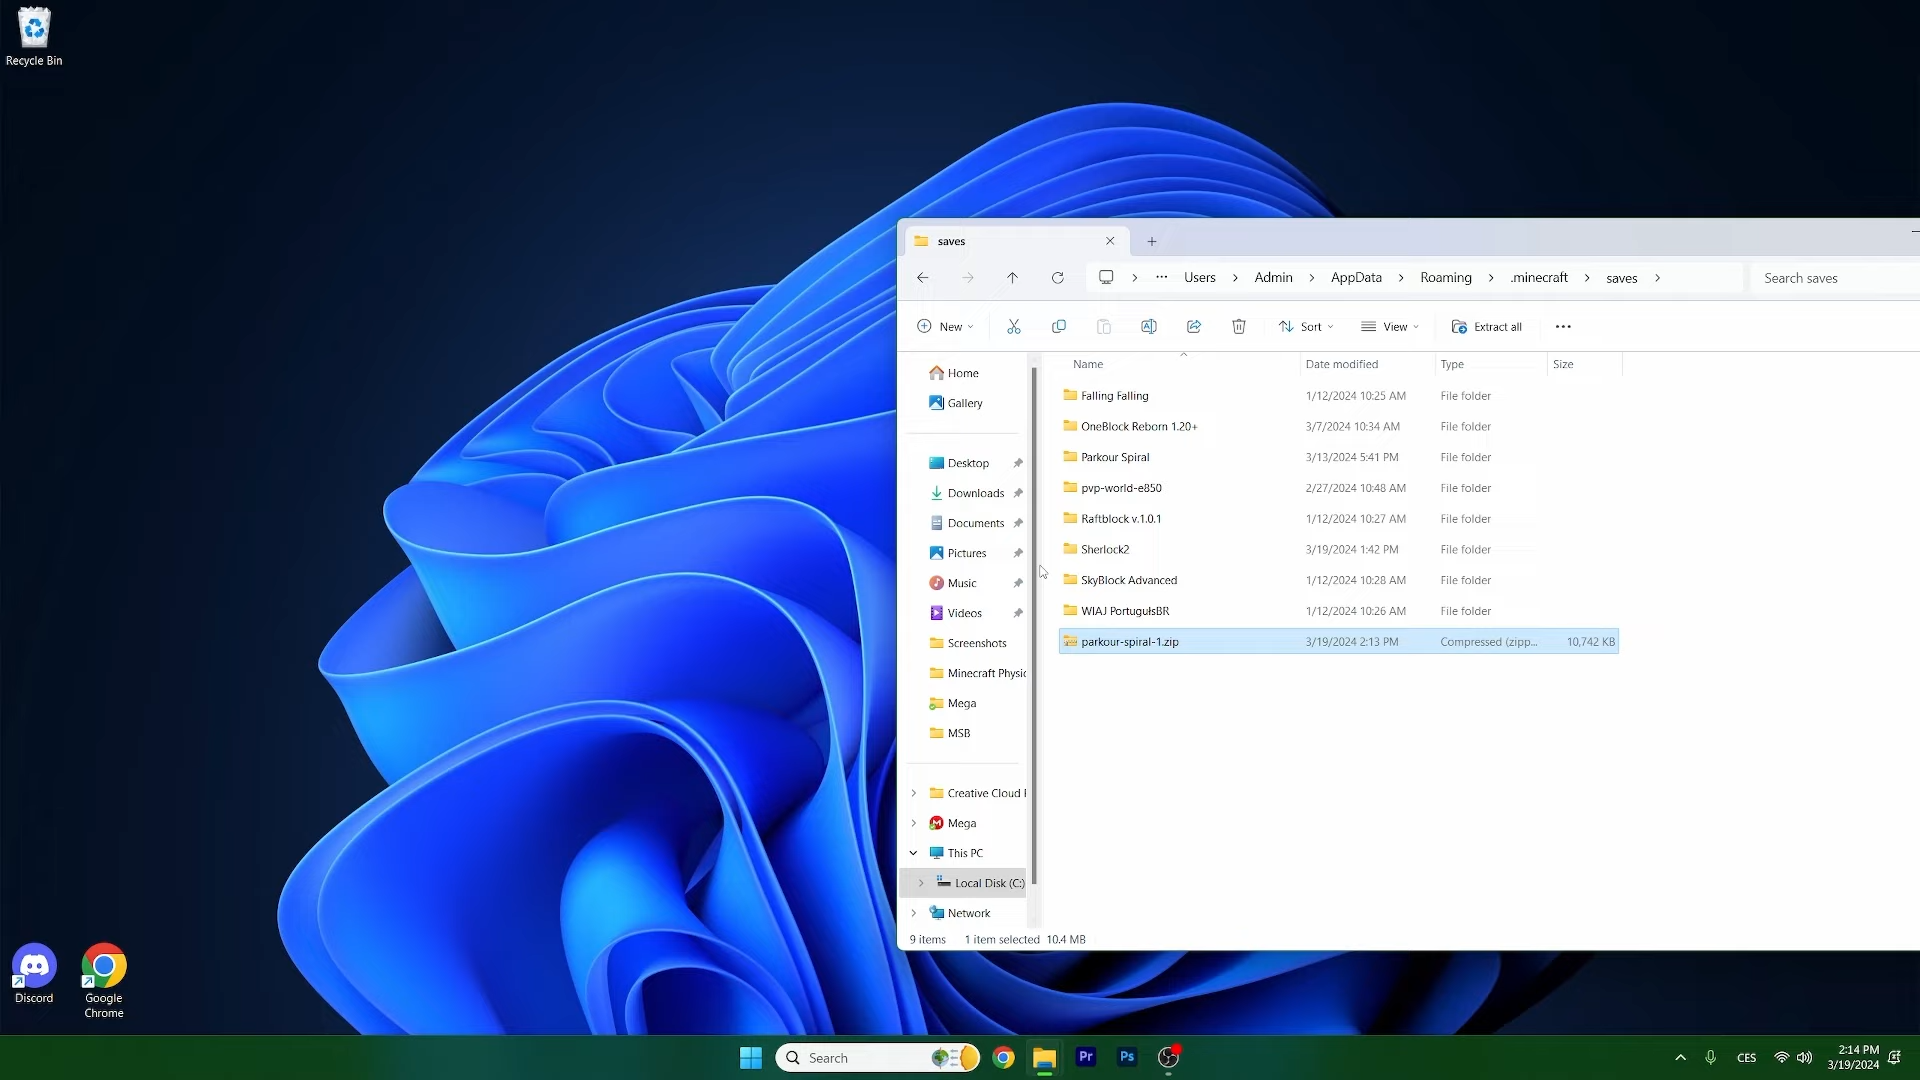 Recycle Bin
saves
Users
Admin
AppData
Roaming
.minecraft
saves
Search saves
New
Sort
View
Extract all
Name
Date modified
Type
Size
Home
Gallery
Desktop
Downloads
Documents
Pictures
Music
Videos
Screenshots
Minecraft Physic
Mega
MSB
Creative Cloud F
Mega
This PC
Local Disk (C:)
Network
Falling Falling 1/12/2024 10:25 AM File folder
OneBlock Reborn 1.20+ 3/7/2024 10:34 AM File folder
Parkour Spiral 3/13/2024 5:41 PM File folder
pvp-world-e850 2/27/2024 10:48 AM File folder
Raftblock v.1.0.1 1/12/2024 10:27 AM File folder
Sherlock2 3/19/2024 1:42 PM File folder
SkyBlock Advanced 1/12/2024 10:28 AM File folder
WIAJ PortugułsBR 1/12/2024 10:26 AM File folder
parkour-spiral-1.zip 3/19/2024 2:13 PM Compressed (zipp... 10,742 KB
9 items 1 item selected 10.4 MB
Discord
Google
Chrome
Search
Pr
Ps
CES
2:14 PM
3/19/2024